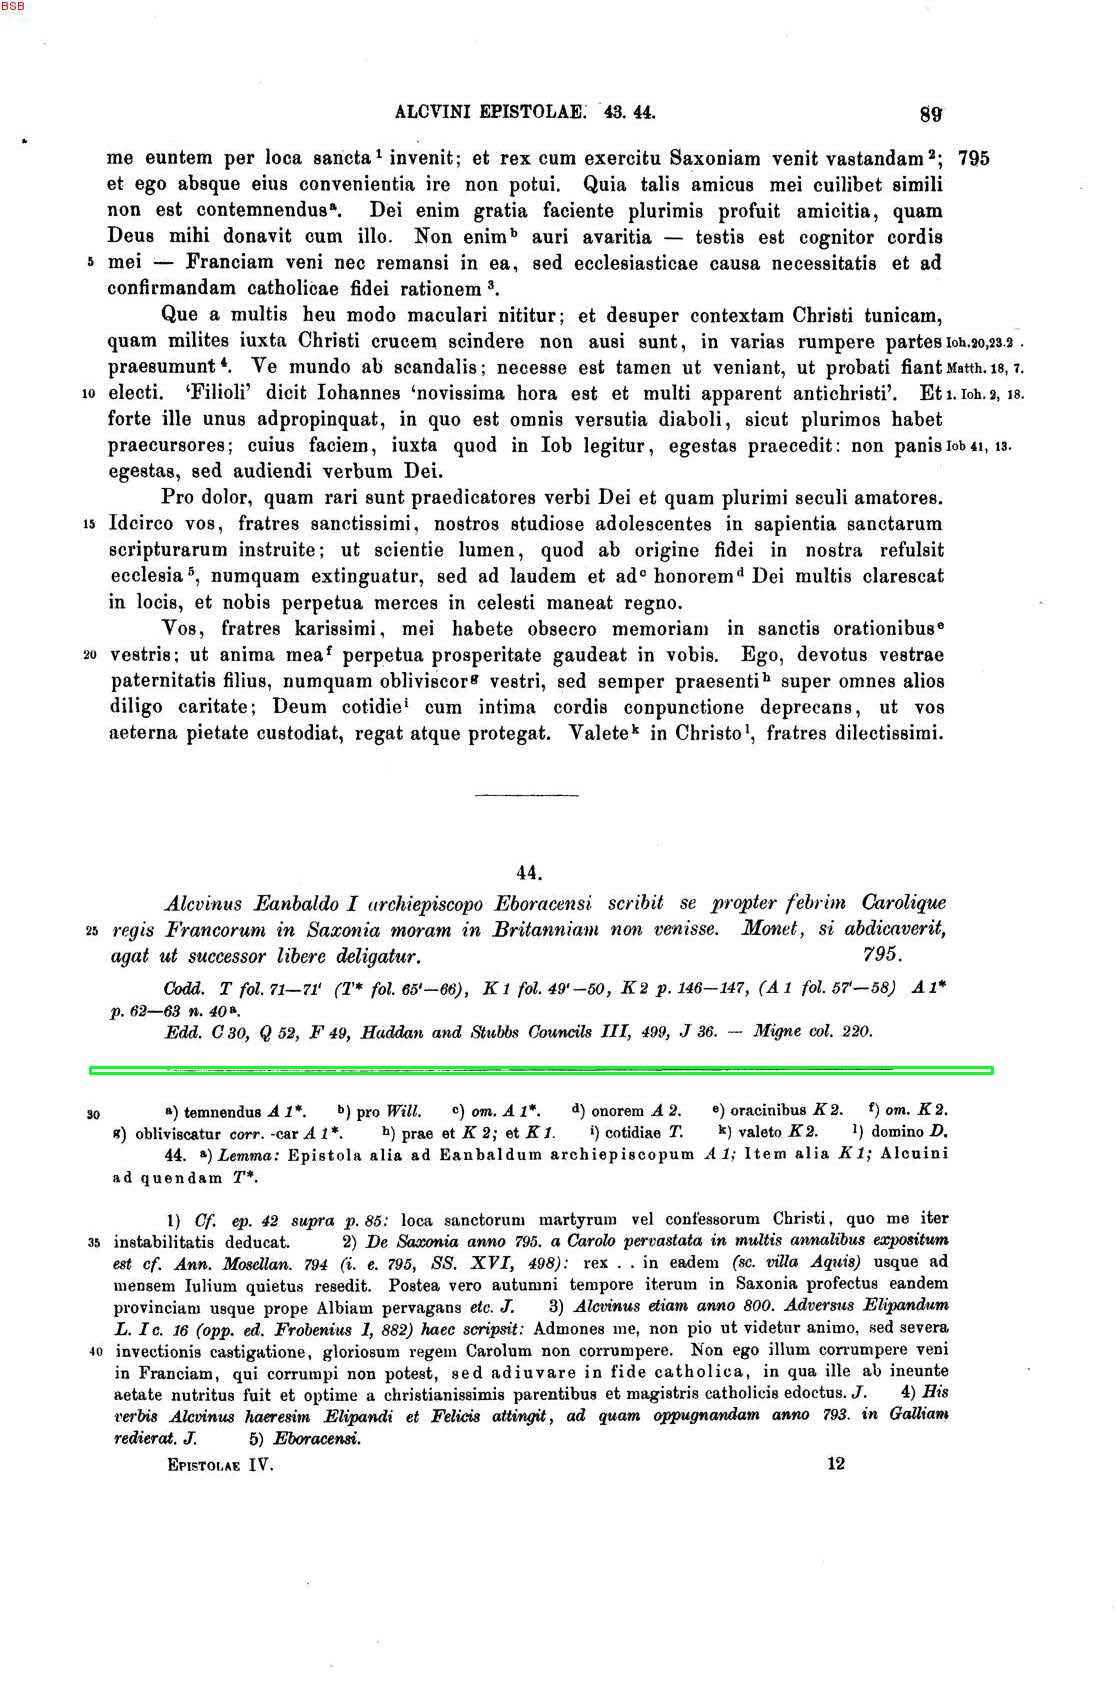 BSB
ALCVINI EPISTOLAE. 43. 44. 89
me euntem per loca sancta¹ invenit; et rex cum exercitu Saxoniam venit vastandam²; 795
et ego absque eius convenientia ire non potui. Quia talis amicus mei cuilibet simili
non est contemnendusᵃ. Dei enim gratia faciente plurimis profuit amicitia, quam
Deus mihi donavit cum illo. Non enimᵇ auri avaritia — testis est cognitor cordis
5 mei — Franciam veni nec remansi in ea, sed ecclesiasticae causa necessitatis et ad
confirmandam catholicae fidei rationem³.
Que a multis heu modo maculari nititur; et desuper contextam Christi tunicam,
quam milites iuxta Christi crucem scindere non ausi sunt, in varias rumpere partes Ioh.20,23.2.
praesumunt⁴. Ve mundo ab scandalis; necesse est tamen ut veniant, ut probati fiant Matth. 18, 7.
10 electi. ‘Filioli’ dicit Iohannes ‘novissima hora est et multi apparent antichristi’. Et 1. Ioh. 2, 18.
forte ille unus adpropinquat, in quo est omnis versutia diaboli, sicut plurimos habet
praecursores; cuius faciem, iuxta quod in Iob legitur, egestas praecedit: non panis Iob 41, 13.
egestas, sed audiendi verbum Dei.
Pro dolor, quam rari sunt praedicatores verbi Dei et quam plurimi seculi amatores.
15 Idcirco vos, fratres sanctissimi, nostros studiose adolescentes in sapientia sanctarum
scripturarum instruite; ut scientie lumen, quod ab origine fidei in nostra refulsit
ecclesia⁵, numquam extinguatur, sed ad laudem et adᶜ honoremᵈ Dei multis clarescat
in locis, et nobis perpetua merces in celesti maneat regno.
Vos, fratres karissimi, mei habete obsecro memoriam in sanctis orationibusᵉ
20 vestris; ut anima meaᶠ perpetua prosperitate gaudeat in vobis. Ego, devotus vestrae
paternitatis filius, numquam obliviscorᵍ vestri, sed semper praesentiʰ super omnes alios
diligo caritate; Deum cotidieⁱ cum intima cordis conpunctione deprecans, ut vos
aeterna pietate custodiat, regat atque protegat. Valeteᵏ in Christoˡ, fratres dilectissimi.
44.
Alcvinus Eanbaldo I archiepiscopo Eboracensi scribit se propter febrim Carolique
25 regis Francorum in Saxonia moram in Britanniam non venisse. Monet, si abdicaverit,
agat ut successor libere deligatur. 795.
Codd. T fol. 71—71' (T* fol. 65'—66), K 1 fol. 49'—50, K 2 p. 146—147, (A 1 fol. 57'—58) A 1*
p. 62—63 n. 40ᵃ.
Edd. C 30, Q 52, F 49, Haddan and Stubbs Councils III, 499, J 36. — Migne col. 220.
30 ᵃ) temnendus A 1*. ᵇ) pro Will. ᶜ) om. A 1*. ᵈ) onorem A 2. ᵉ) oracinibus K 2. ᶠ) om. K 2.
ᵍ) obliviscatur corr. -car A 1*. ʰ) prae et K 2; et K 1. ⁱ) cotidiae T. ᵏ) valeto K 2. ˡ) domino D.
44. ᵃ) Lemma: Epistola alia ad Eanbaldum archiepiscopum A 1; Item alia K 1; Alcuini
ad quendam T*.
1) Cf. ep. 42 supra p. 85: loca sanctorum martyrum vel confessorum Christi, quo me iter
35 instabilitatis deducat. 2) De Saxonia anno 795. a Carolo pervastata in multis annalibus expositum
est cf. Ann. Mosellan. 794 (i. e. 795, SS. XVI, 498): rex . . in eadem (sc. villa Aquis) usque ad
mensem Iulium quietus resedit. Postea vero autumni tempore iterum in Saxonia profectus eandem
provinciam usque prope Albiam pervagans etc. J. 3) Alcvinus etiam anno 800. Adversus Elipandum
L. I c. 16 (opp. ed. Frobenius 1, 882) haec scripsit: Admones me, non pio ut videtur animo, sed severa
40 invectionis castigatione, gloriosum regem Carolum non corrumpere. Non ego illum corrumpere veni
in Franciam, qui corrumpi non potest, sed adiuvare in fide catholica, in qua ille ab ineunte
aetate nutritus fuit et optime a christianissimis parentibus et magistris catholicis edoctus. J. 4) His
verbis Alcvinus haeresim Elipandi et Felicis attingit, ad quam oppugnandam anno 793. in Galliam
redierat. J. 5) Eboracensi.
EPISTOLAE IV. 12